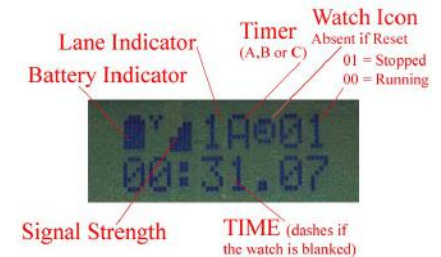 Watch Icon
Timer
Absent if Reset
Lane Indicator
(A,B or C)
01 = Stopped
Battery Indicator
00 = Running
1A 01
00:31.07
Signal Strength
TIME (dashes if
the watch is blanked)